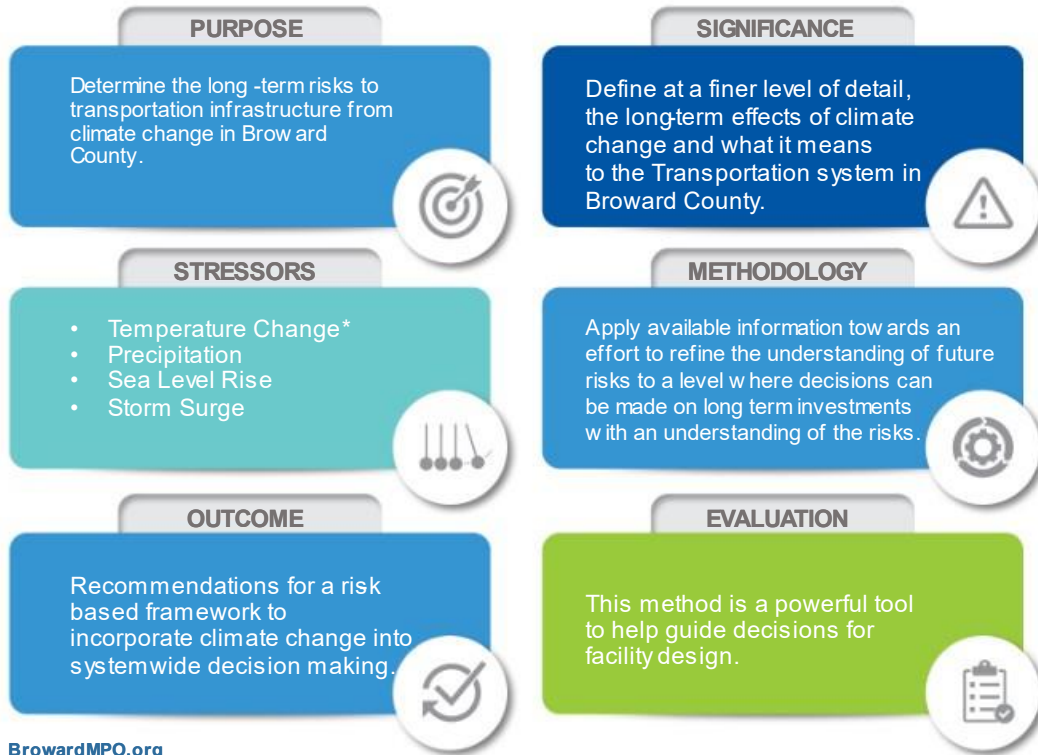 PURPOSE
Determine the long -term risks to
transportation infrastructure from
climate change in Brow ard
County.
SIGNIFICANCE
Define at a finer level of detail,
the long-term effects of climate
change and what it means
to the Transportation system in
Broward County.
STRESSORS
• Temperature Change*
• Precipitation
• Sea Level Rise
• Storm Surge
METHODOLOGY
Apply available information tow ards an
effort to refine the understanding of future
risks to a level w here decisions can
be made on long term investments
w ith an understanding of the risks.
OUTCOME
Recommendations for a risk
based framework to
incorporate climate change into
systemwide decision making.
EVALUATION
This method is a powerful tool
to help guide decisions for
facility design.
BrowardMPO.org